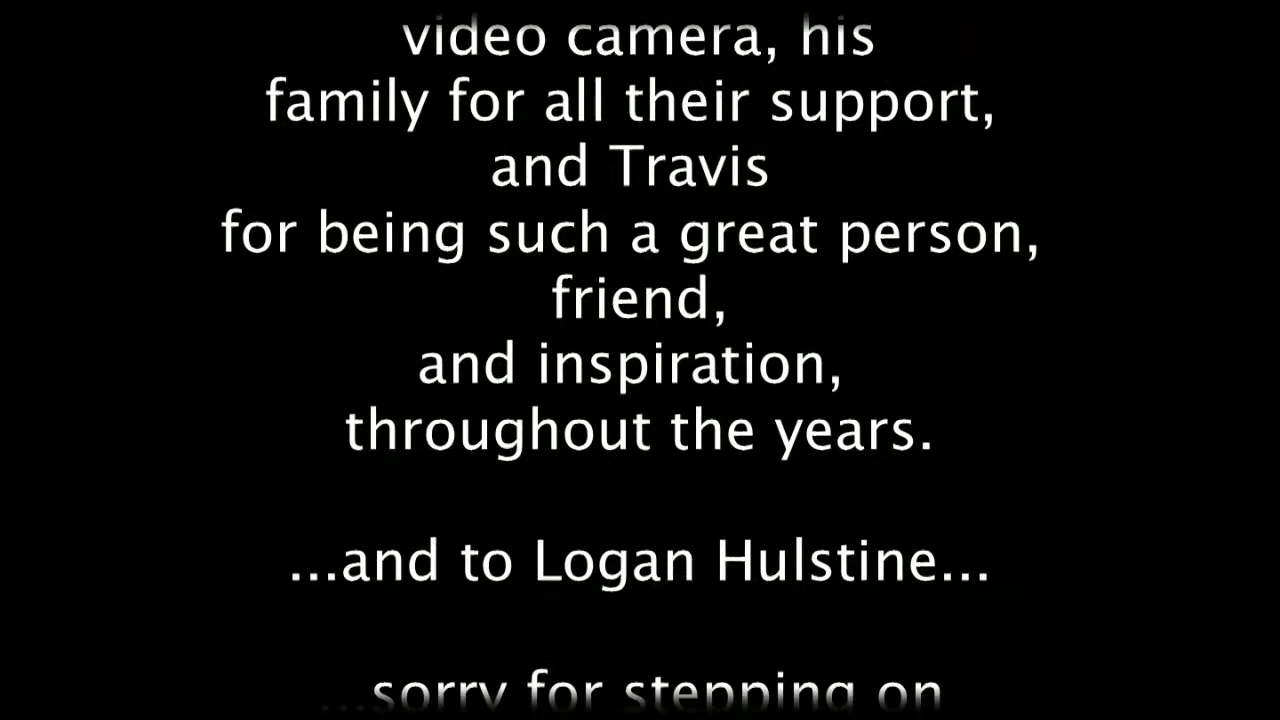 video camera, his
family for all their support,
and Travis
for being such a great person,
friend,
and inspiration,
throughout the years.
...and to Logan Hulstine...
...sorry for stepping on